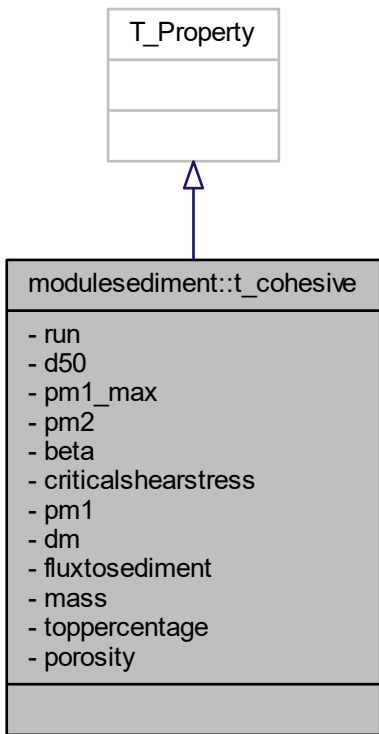 T_Property
modulesediment::t_cohesive
- run
- d50
- pm1_max
- pm2
- beta
- criticalshearstress
- pm1
- dm
- fluxtosediment
- mass
- toppercentage
- porosity